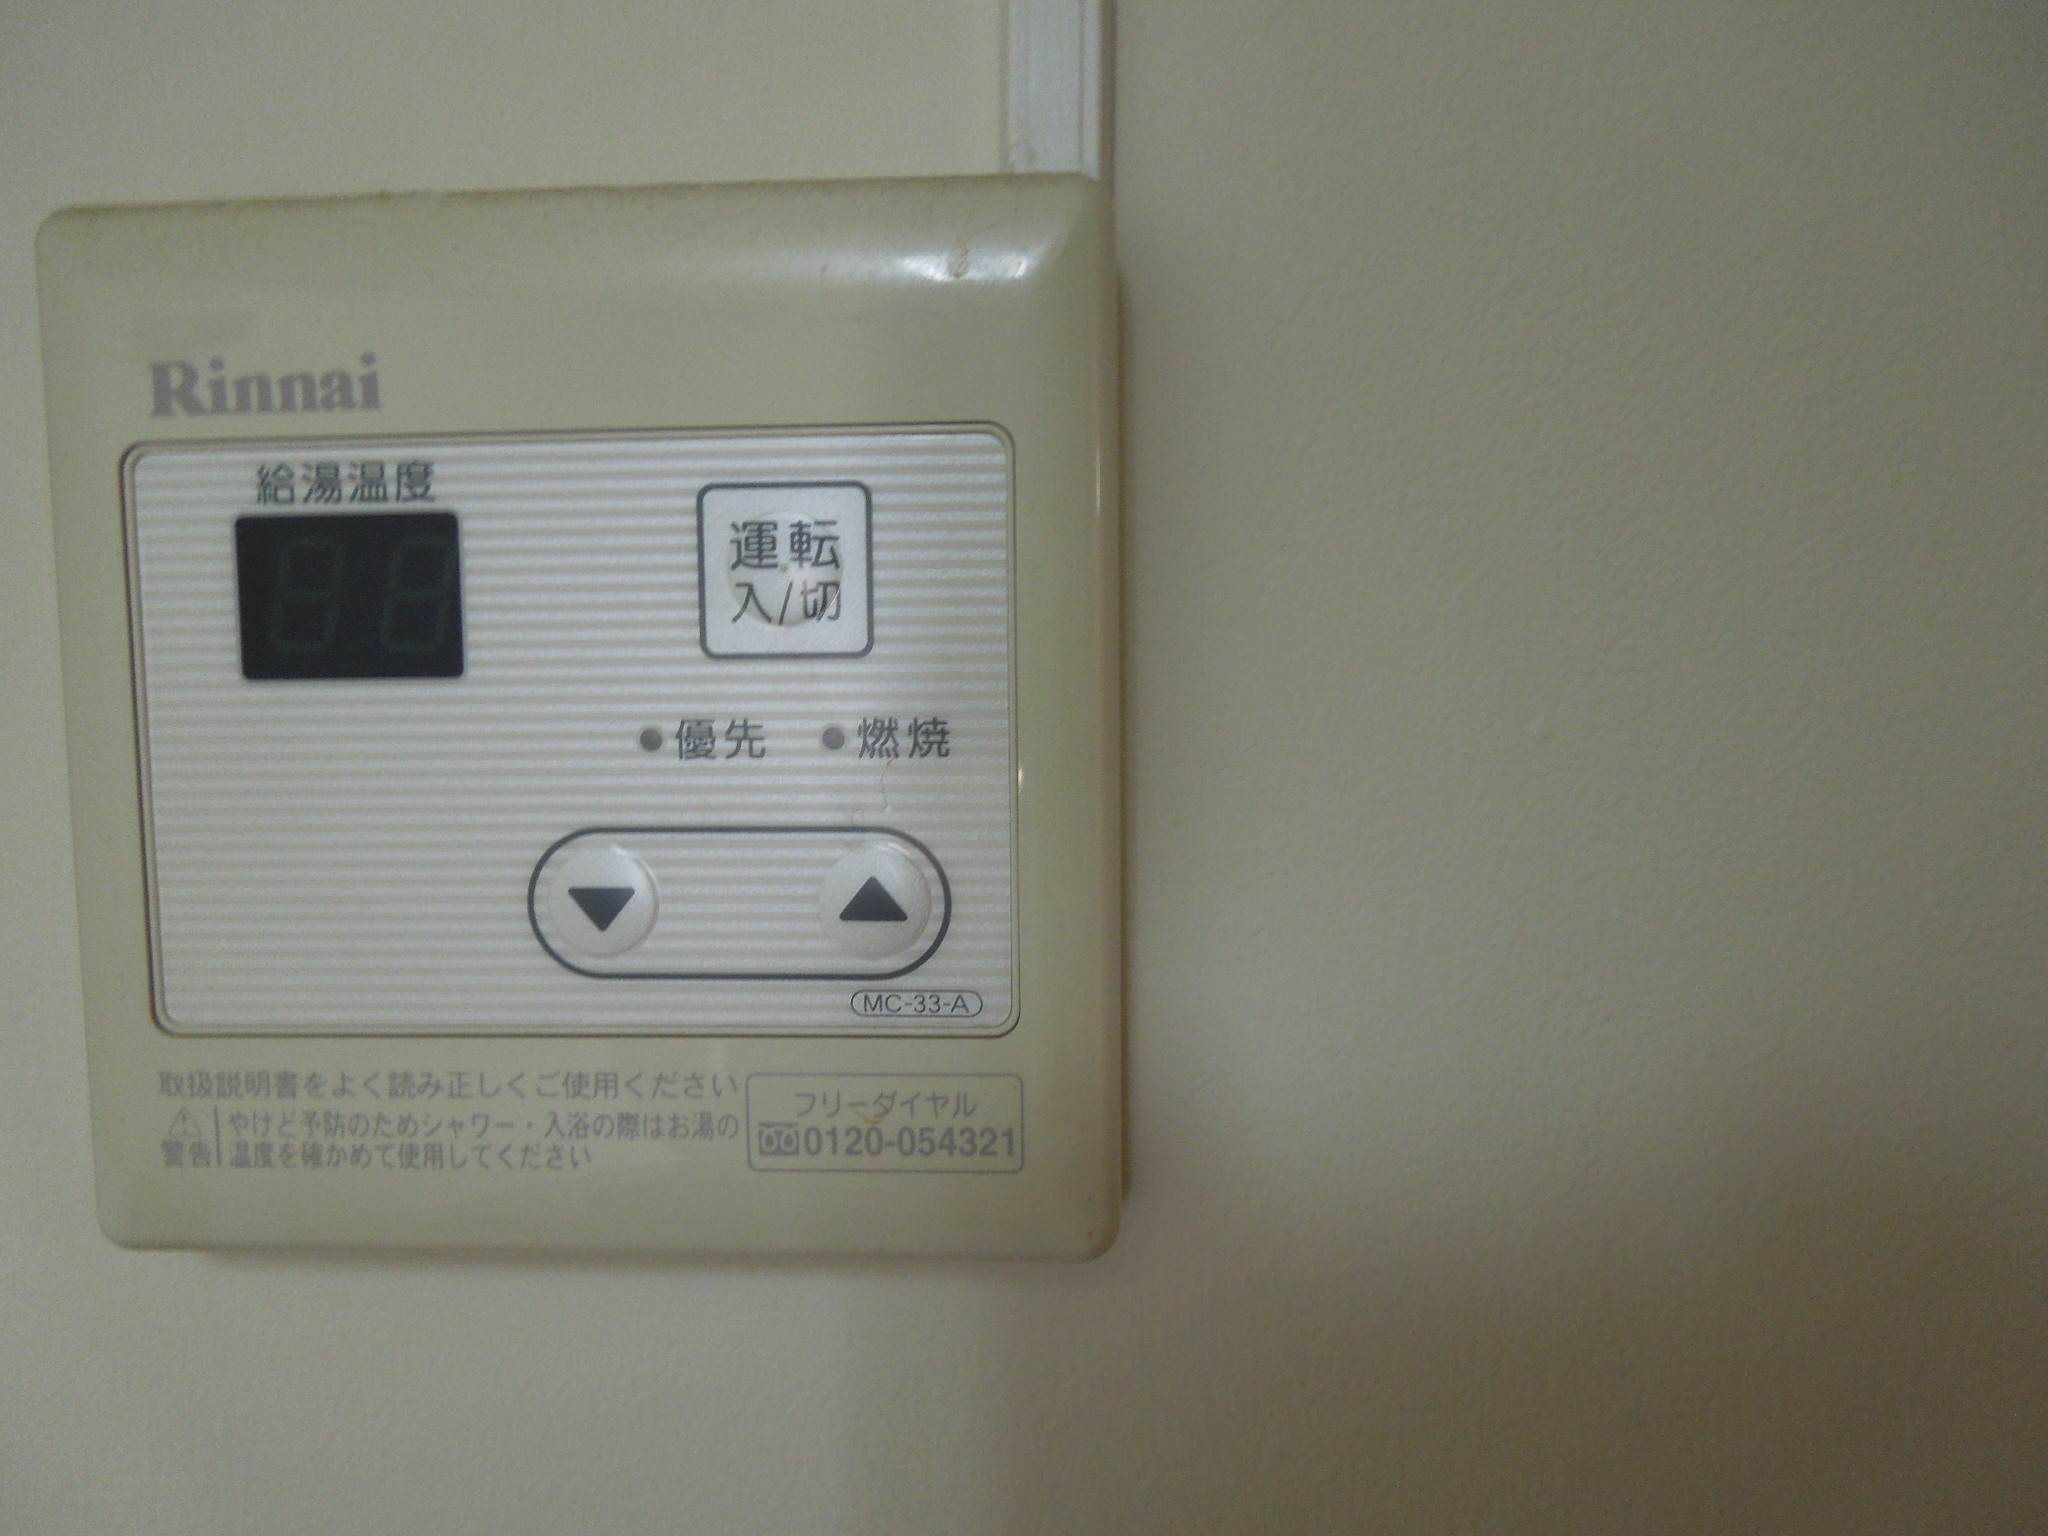 Rinnai
給湯温度
運転
入/切
優先 燃焼
MC-33-A
取扱説明書をよく読み正しくご使用ください
警告
やけど予防のためシャワー・入浴の際はお湯の
温度を確かめて使用してください
フリーダイヤル
0120-054321